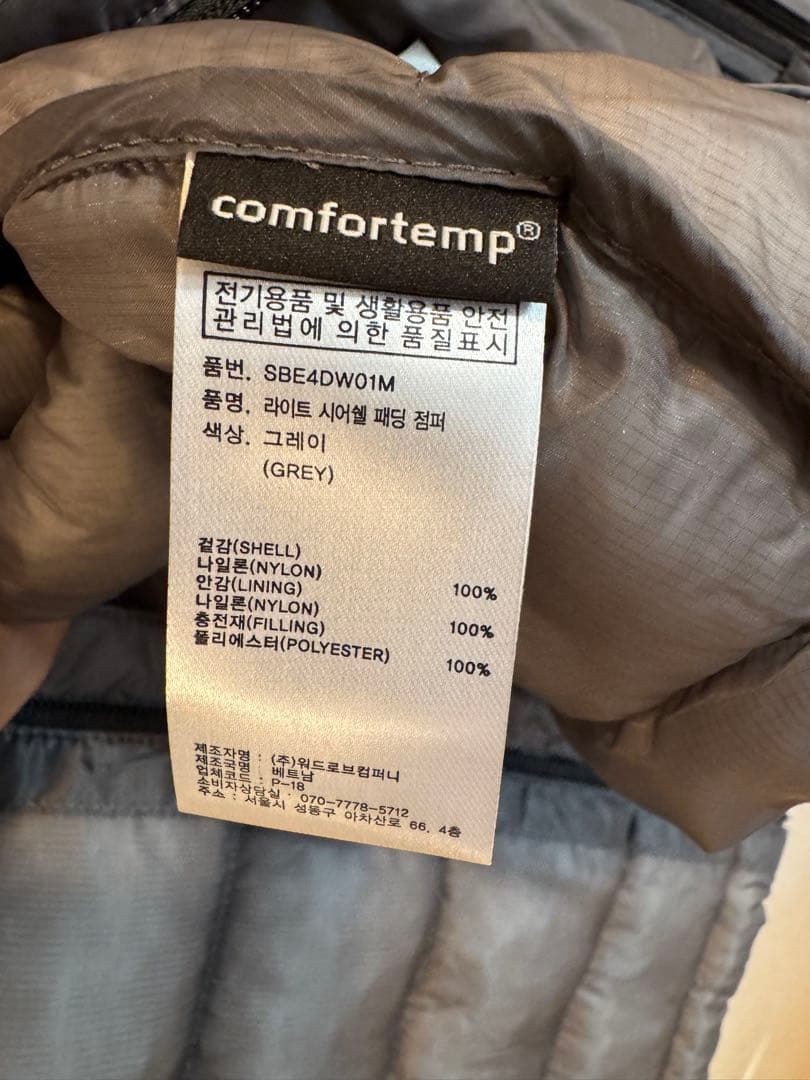 comfortemp®
전기용품 및 생활용품 안전
관리법에 의한 품질표시
품번. SBE4DW01M
품명. 라이트 시어쉘 패딩 점퍼
색상. 그레이
(GREY)
겉감(SHELL)
나일론(NYLON) 100%
안감(LINING)
나일론(NYLON) 100%
충전재(FILLING)
폴리에스터(POLYESTER) 100%
제조자명 : (주)워드로브컴퍼니
제조국명 : 베트남
업체코드 : P-18
소비자상담실 : 070-7778-5712
주소 : 서울시 성동구 아차산로 66, 4층